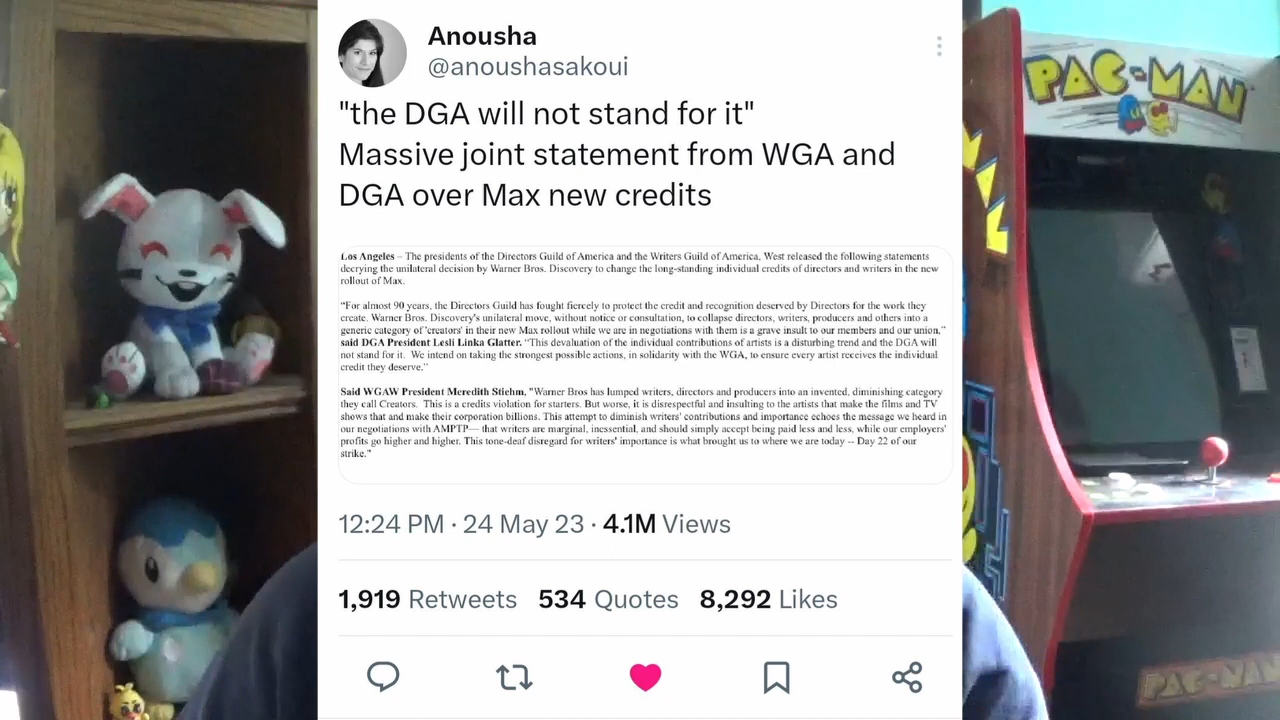 Anousha
@anoushasakoui
"the DGA will not stand for it"
Massive joint statement from WGA and
DGA over Max new credits
Los Angeles – The presidents of the Directors Guild of America and the Writers Guild of America, West released the following statements
decrying the unilateral decision by Warner Bros. Discovery to change the long-standing individual credits of directors and writers in the new
rollout of Max.
“For almost 90 years, the Directors Guild has fought fiercely to protect the credit and recognition deserved by Directors for the work they
create. Warner Bros. Discovery's unilateral move, without notice or consultation, to collapse directors, writers, producers and others into a
generic category of 'creators' in their new Max rollout while we are in negotiations with them is a grave insult to our members and our union,”
said DGA President Lesli Linka Glatter. “This devaluation of the individual contributions of artists is a disturbing trend and the DGA will
not stand for it. We intend on taking the strongest possible actions, in solidarity with the WGA, to ensure every artist receives the individual
credit they deserve.”
Said WGAW President Meredith Stiehm, "Warner Bros has lumped writers, directors and producers into an invented, diminishing category
they call Creators. This is a credits violation for starters. But worse, it is disrespectful and insulting to the artists that make the films and TV
shows that and make their corporation billions. This attempt to diminish writers' contributions and importance echoes the message we heard in
our negotiations with AMPTP— that writers are marginal, inessential, and should simply accept being paid less and less, while our employers'
profits go higher and higher. This tone-deaf disregard for writers' importance is what brought us to where we are today -- Day 22 of our
strike."
12:24 PM · 24 May 23 · 4.1M Views
1,919 Retweets 534 Quotes 8,292 Likes
PAC-MAN
PAC-MAN